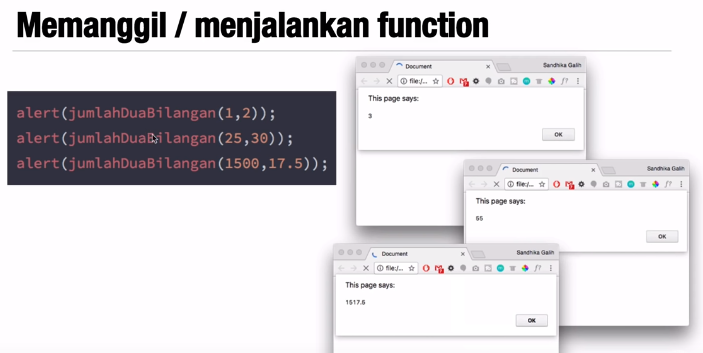 Memanggil / menjalankan function
alert(jumlahDuaBilangan(1,2));
alert(jumlahDuaBilangan(25,30));
alert(jumlahDuaBilangan(1500,17.5));
Document
Sandhika Galih
file:/...
f?
This page says:
3
OK
Document
Sandhika Galih
file:/...
f?
This page says:
55
OK
Document
Sandhika Galih
file:/...
f?
This page says:
1517.5
OK